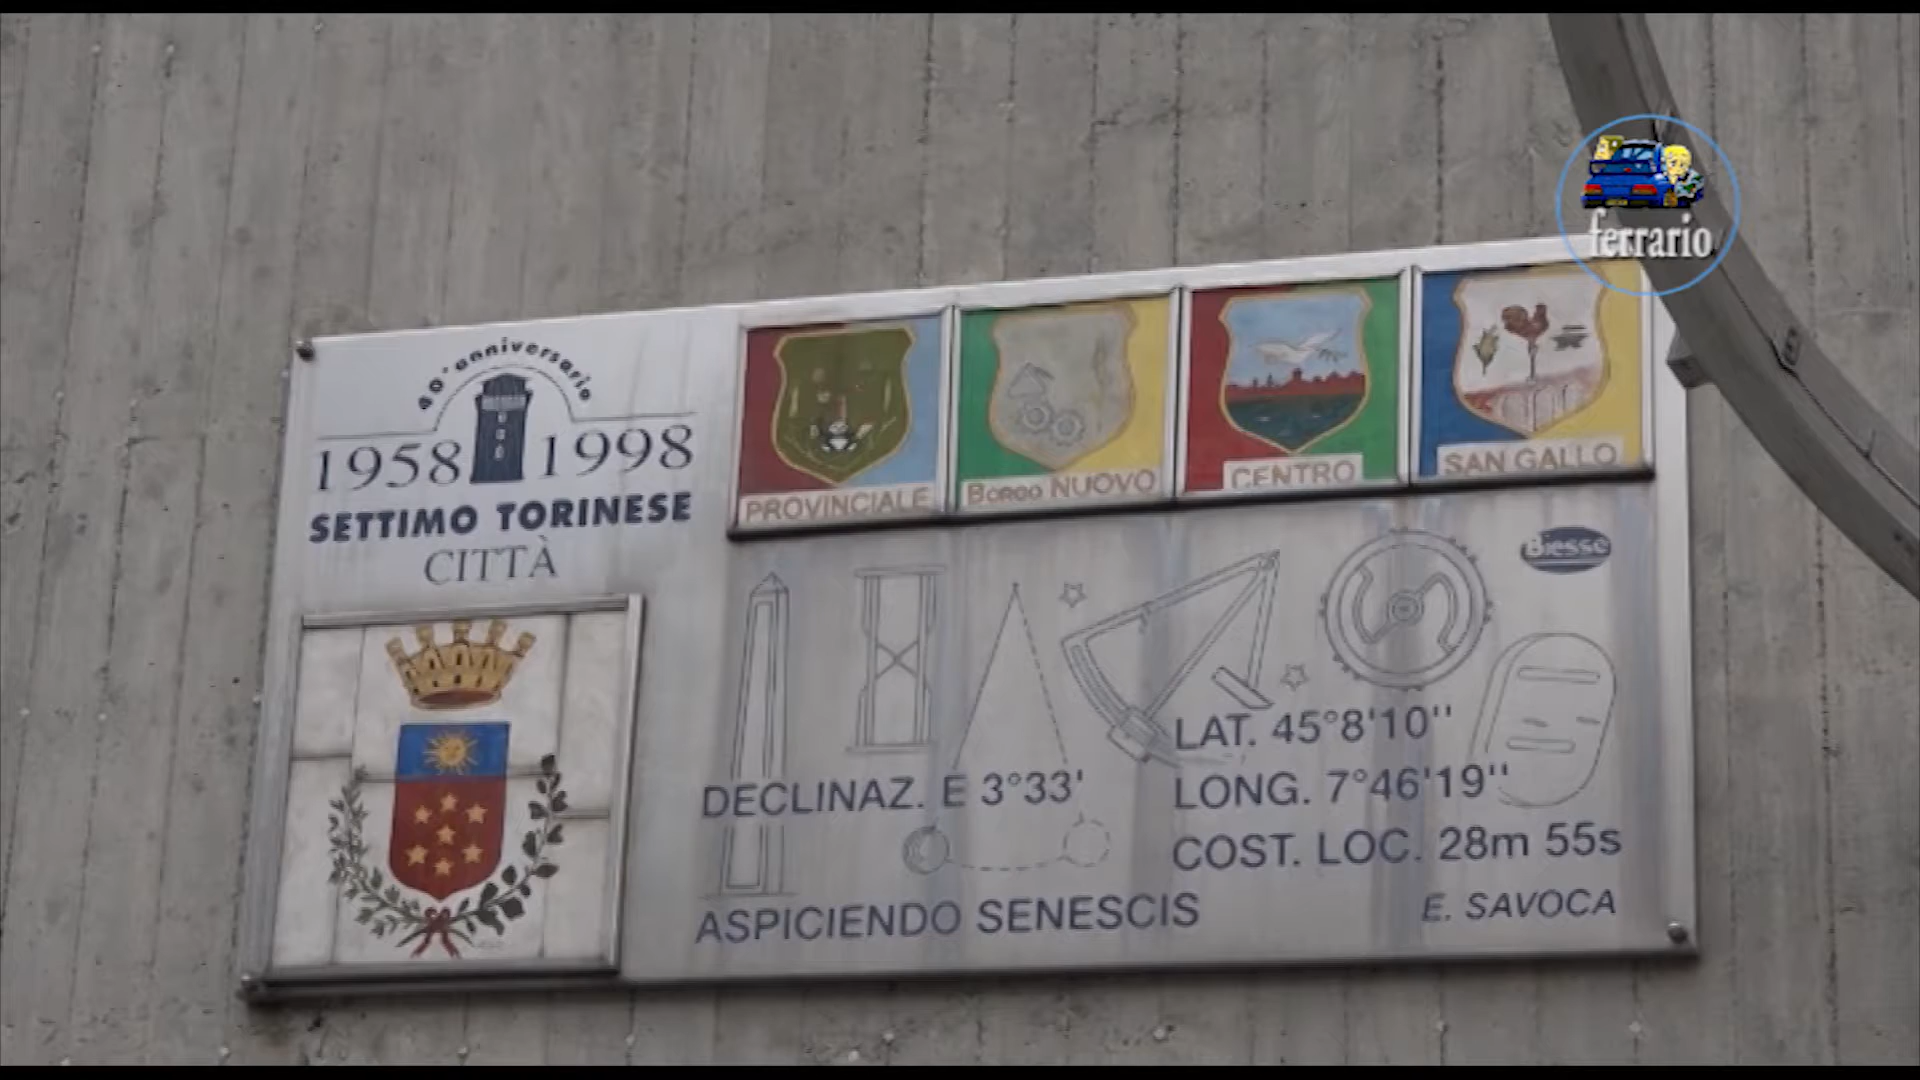 ferrario
40° anniversario
1958 1998
SETTIMO TORINESE
CITTÀ
PROVINCIALE
Borgo NUOVO
CENTRO
SAN GALLO
Biesse
DECLINAZ. E 3°33'
LAT. 45°8'10''
LONG. 7°46'19''
COST. LOC. 28m 55s
ASPICIENDO SENESCIS
E. SAVOCA